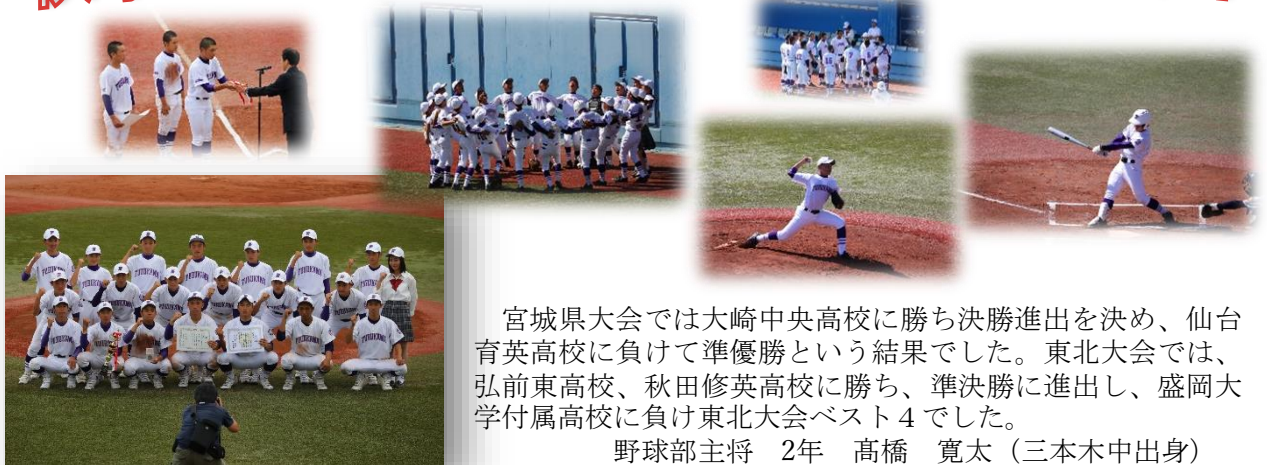 宮城県大会では大崎中央高校に勝ち決勝進出を決め、仙台
育英高校に負けて準優勝という結果でした。東北大会では、
弘前東高校、秋田修英高校に勝ち、準決勝に進出し、盛岡大
学付属高校に負け東北大会ベスト４でした。
野球部主将　2年　髙橋　寛太（三本木中出身）